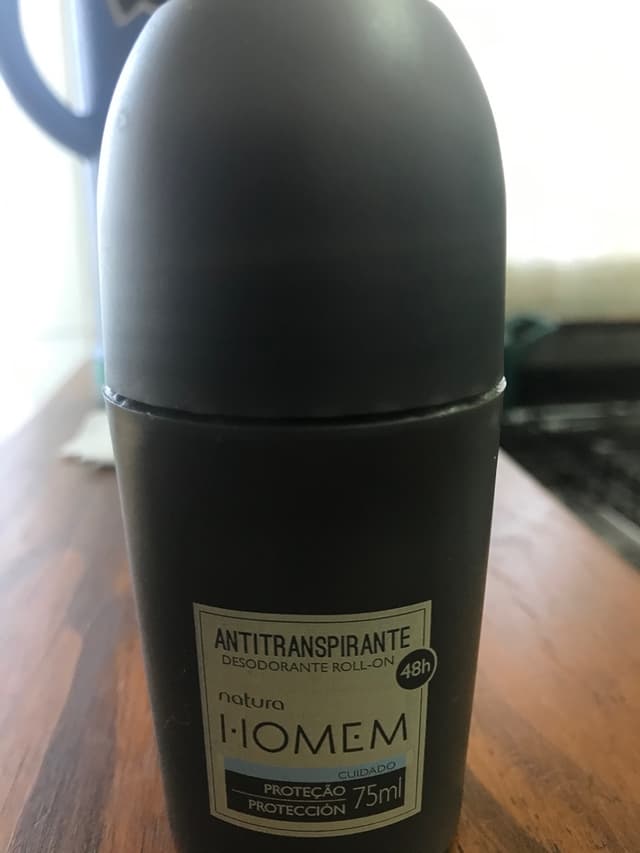 ANTITRANSPIRANTE
DESODORANTE ROLL-ON
48h
natura
HOMEM
CUIDADO
PROTEÇÃO
PROTECCIÓN
75ml